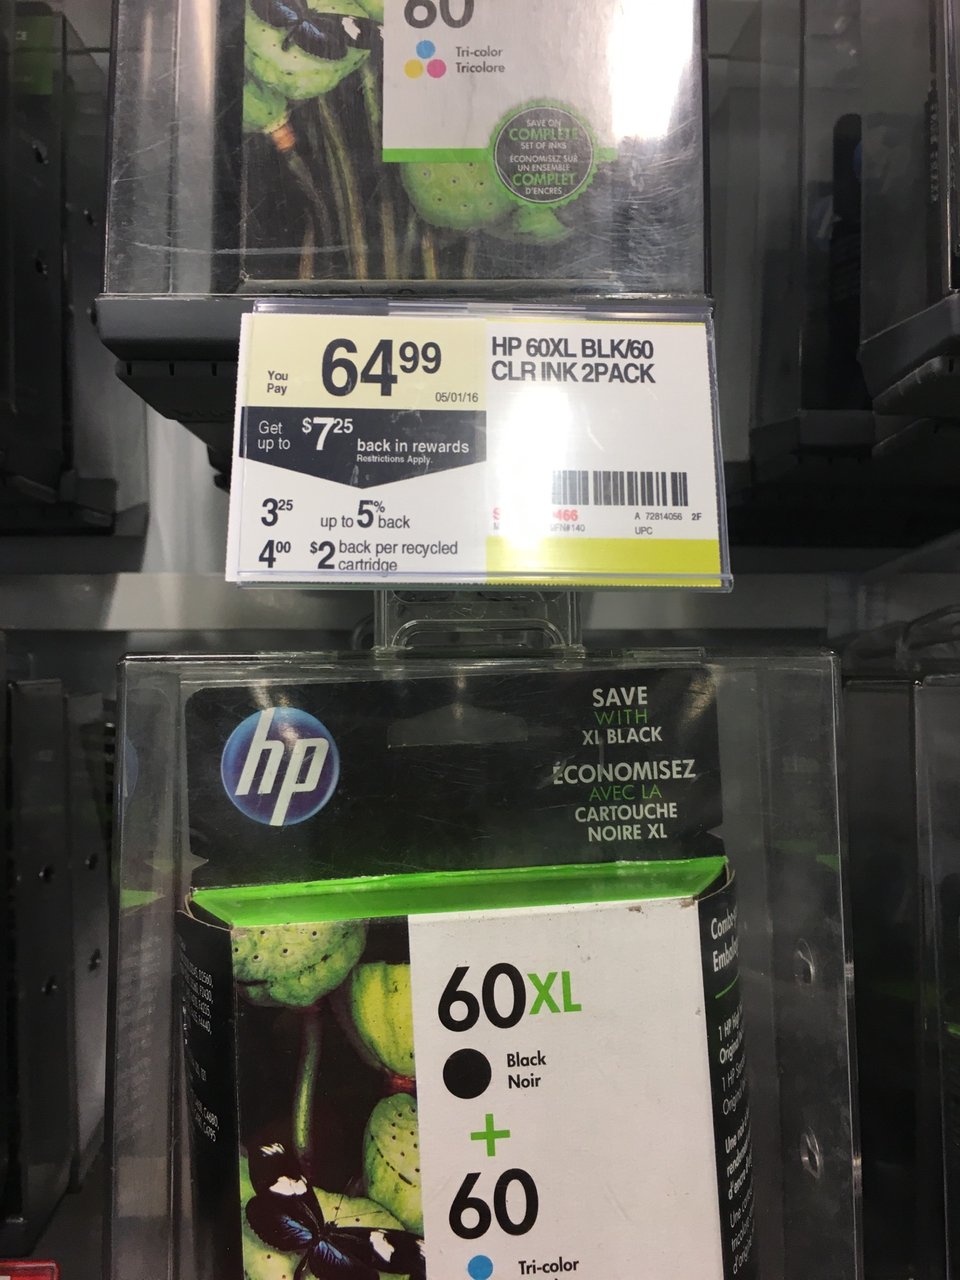 60
Tri-color
Tricolore
SAVE ON
COMPLETE
SET OF INKS
ÉCONOMISEZ SUR
UN ENSEMBLE
COMPLET
D'ENCRES
You
Pay
64.99
05/01/16
HP 60XL BLK/60
CLR INK 2PACK
Get
up to
$7.25
back in rewards
Restrictions Apply.
3.25
up to 5% back
4.00
$2 back per recycled
cartridge
466
A 72814056 2F
UPC
hp
SAVE
WITH
XL BLACK
ÉCONOMISEZ
AVEC LA
CARTOUCHE
NOIRE XL
60XL
Black
Noir
+
60
Tri-color